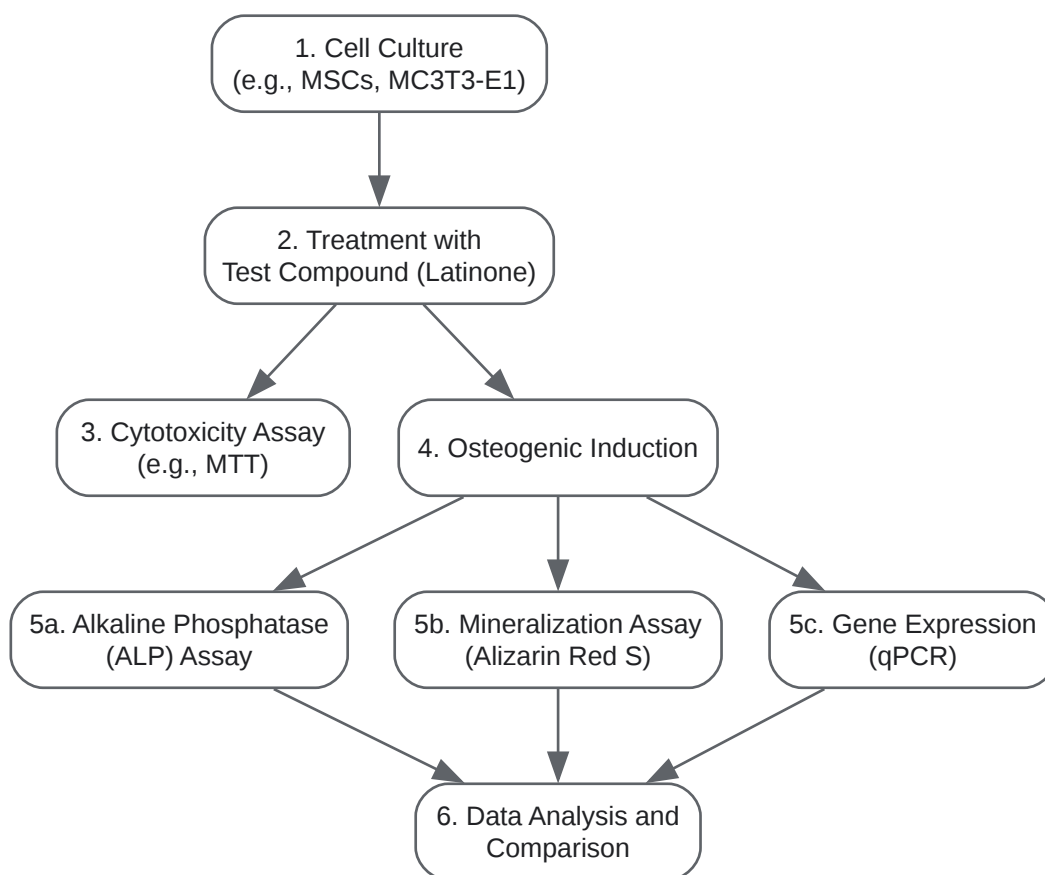 1. Cell Culture
(e.g., MSCs, MC3T3-E1)
2. Treatment with
Test Compound (Latinone)
3. Cytotoxicity Assay
(e.g., MTT)
4. Osteogenic Induction
5a. Alkaline Phosphatase
(ALP) Assay
5b. Mineralization Assay
(Alizarin Red S)
5c. Gene Expression
(qPCR)
6. Data Analysis and
Comparison